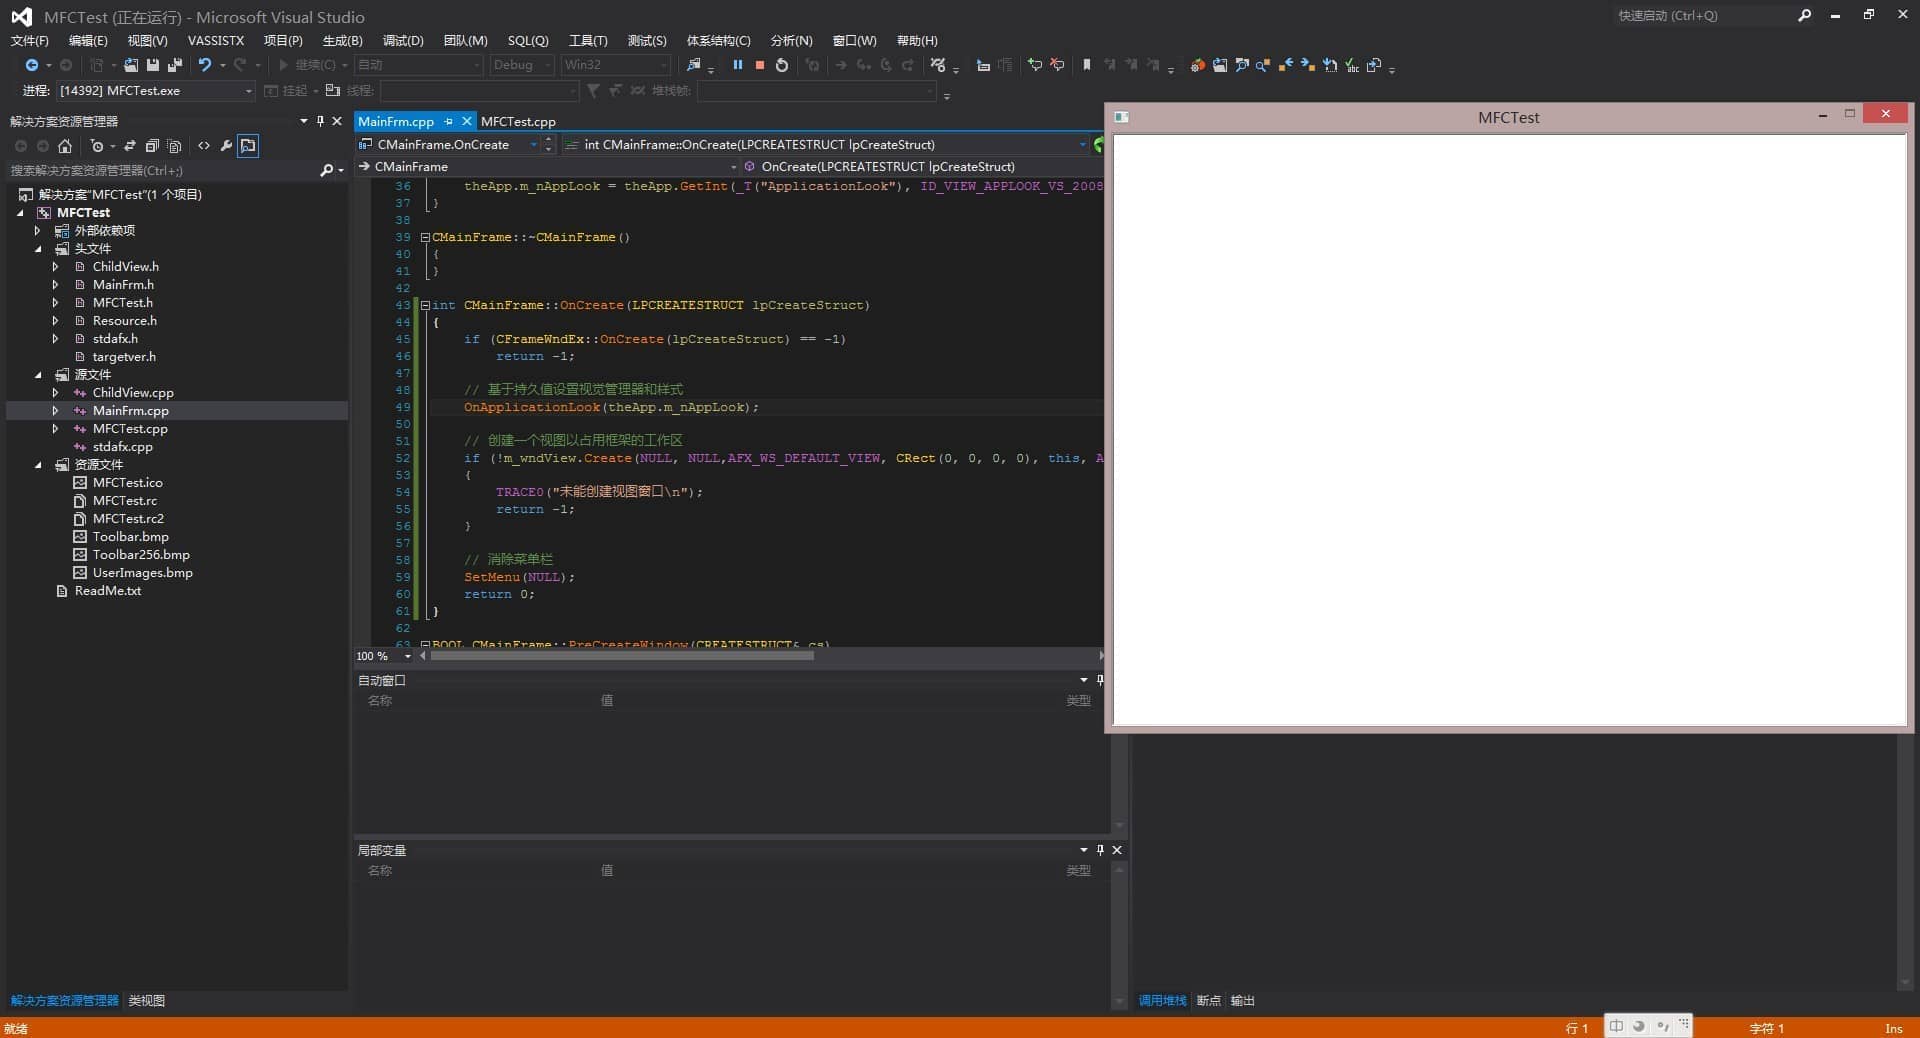 MFCTest (正在运行) - Microsoft Visual Studio
快速启动 (Ctrl+Q)
文件(F) 编辑(E) 视图(V) VASSISTX 项目(P) 生成(B) 调试(D) 团队(M) SQL(Q) 工具(T) 测试(S) 体系结构(C) 分析(N) 窗口(W) 帮助(H)
继续(C) 自动 Debug Win32
进程: [14392] MFCTest.exe 挂起 线程: 堆栈帧:
解决方案资源管理器
搜索解决方案资源管理器(Ctrl+;)
解决方案"MFCTest"(1 个项目)
MFCTest
外部依赖项
头文件
ChildView.h
MainFrm.h
MFCTest.h
Resource.h
stdafx.h
targetver.h
源文件
ChildView.cpp
MainFrm.cpp
MFCTest.cpp
stdafx.cpp
资源文件
MFCTest.ico
MFCTest.rc
MFCTest.rc2
Toolbar.bmp
Toolbar256.bmp
UserImages.bmp
ReadMe.txt
解决方案资源管理器 类视图
MainFrm.cpp MFCTest.cpp
CMainFrame.OnCreate int CMainFrame::OnCreate(LPCREATESTRUCT lpCreateStruct)
CMainFrame OnCreate(LPCREATESTRUCT lpCreateStruct)
36 theApp.m_nAppLook = theApp.GetInt(_T("ApplicationLook"), ID_VIEW_APPLOOK_VS_2008
37 }
38
39 CMainFrame::~CMainFrame()
40 {
41 }
42
43 int CMainFrame::OnCreate(LPCREATESTRUCT lpCreateStruct)
44 {
45 if (CFrameWndEx::OnCreate(lpCreateStruct) == -1)
46 return -1;
47
48 // 基于持久值设置视觉管理器和样式
49 OnApplicationLook(theApp.m_nAppLook);
50
51 // 创建一个视图以占用框架的工作区
52 if (!m_wndView.Create(NULL, NULL,AFX_WS_DEFAULT_VIEW, CRect(0, 0, 0, 0), this, A
53 {
54 TRACE0("未能创建视图窗口\n");
55 return -1;
56 }
57
58 // 消除菜单栏
59 SetMenu(NULL);
60 return 0;
61 }
62
63 BOOL CMainFrame::PreCreateWindow(CREATESTRUCT& cs)
100 %
自动窗口
名称 值 类型
局部变量
名称 值 类型
MFCTest
调用堆栈 断点 输出
就绪 行 1 中 字符 1 Ins